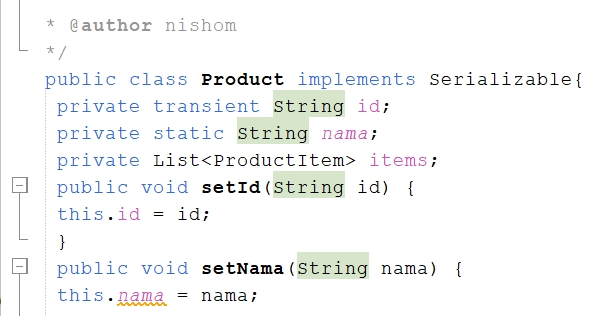 * @author nishom
*/
public class Product implements Serializable{
private transient String id;
private static String nama;
private List<ProductItem> items;
public void setId(String id) {
this.id = id;
}
public void setNama(String nama) {
this.nama = nama;